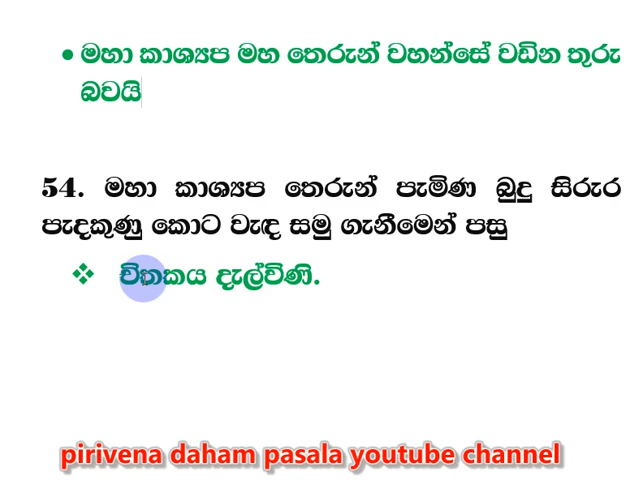 • මහා කාශ්‍යප මහ තෙරුන් වහන්සේ වඩින තුරු
බවයි
54. මහා කාශ්‍යප තෙරුන් පැමිණ බුදු සිරුර
පැදකුණු කොට වැඳ සමු ගැනීමෙන් පසු
❖ චිතකය දැල්විණි.
pirivena daham pasala youtube channel